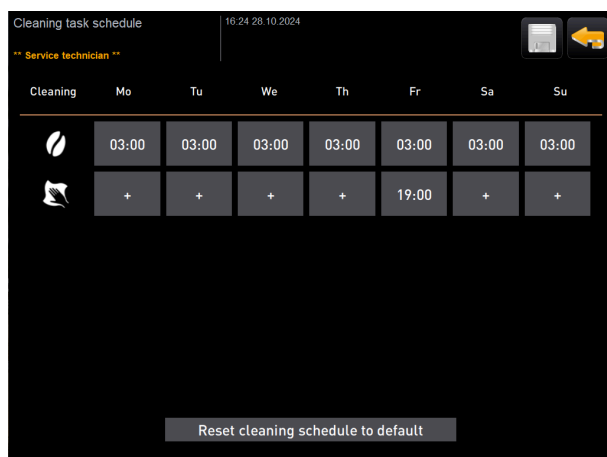 Cleaning task schedule
16:24 28.10.2024
** Service technician **
Cleaning Mo Tu We Th Fr Sa Su
03:00 03:00 03:00 03:00 03:00 03:00 03:00
+ + + + 19:00 + +
Reset cleaning schedule to default